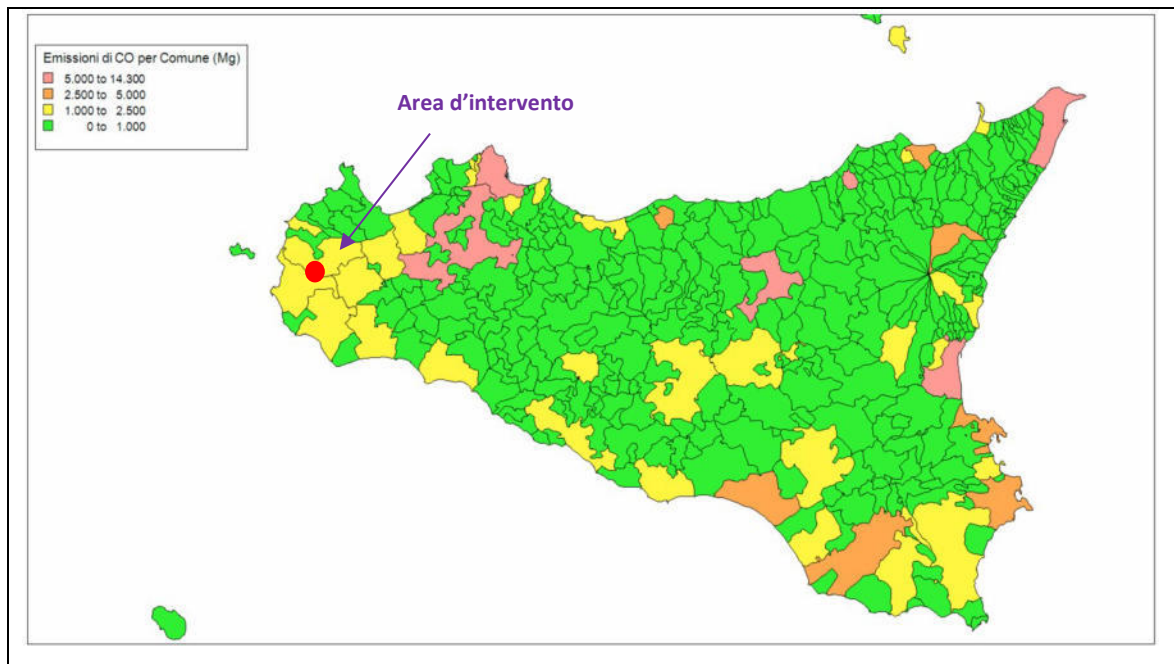 Emissioni di CO per Comune (Mg)
5.000 to 14.300
2.500 to 5.000
1.000 to 2.500
0 to 1.000
Area d'intervento